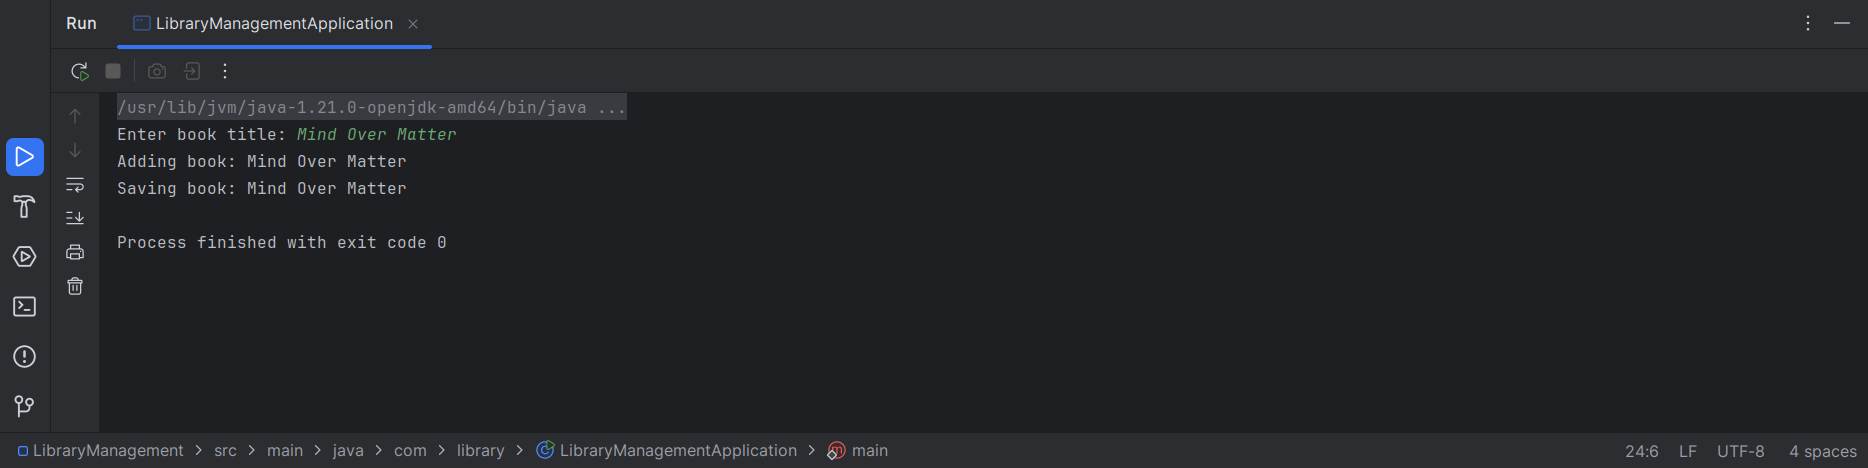 Run LibraryManagementApplication
/usr/lib/jvm/java-1.21.0-openjdk-amd64/bin/java ...
Enter book title: Mind Over Matter
Adding book: Mind Over Matter
Saving book: Mind Over Matter
Process finished with exit code 0
LibraryManagement > src > main > java > com > library > LibraryManagementApplication > main 24:6 LF UTF-8 4 spaces